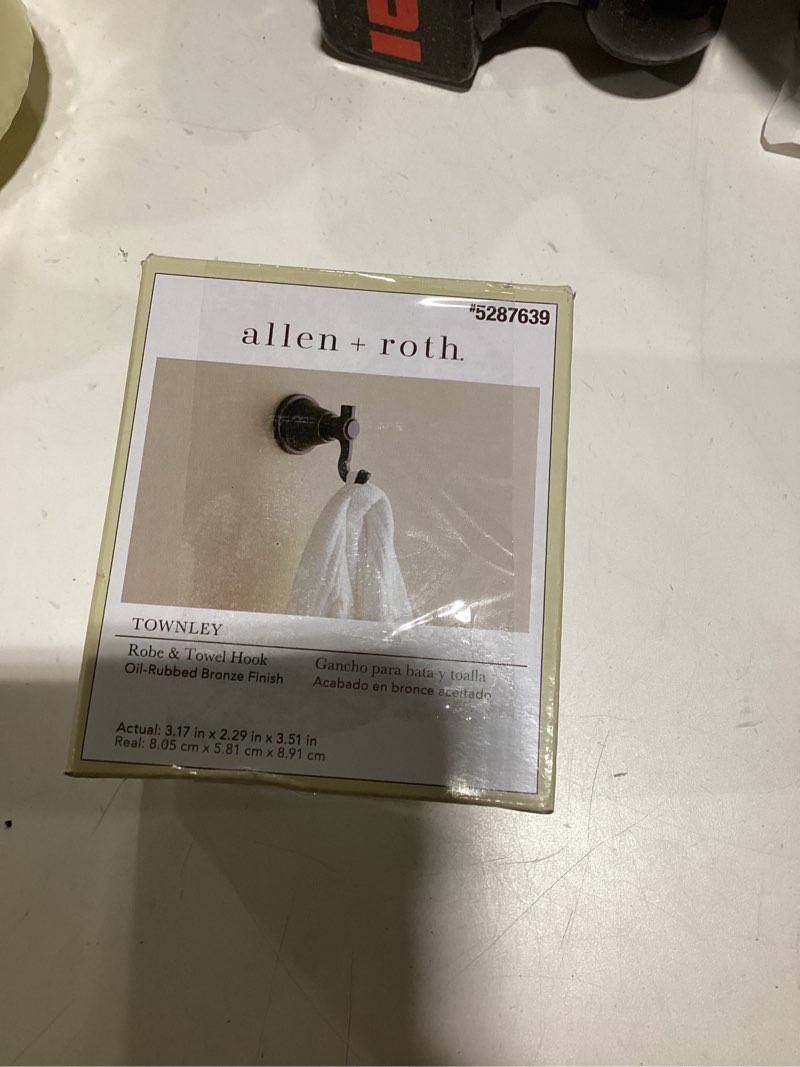 #5287639
allen + roth.
TOWNLEY
Robe & Towel Hook
Oil-Rubbed Bronze Finish
Gancho para bata y toalla
Acabado en bronce aceitado
Actual: 3.17 in x 2.29 in x 3.51 in
Real: 8.05 cm x 5.81 cm x 8.91 cm